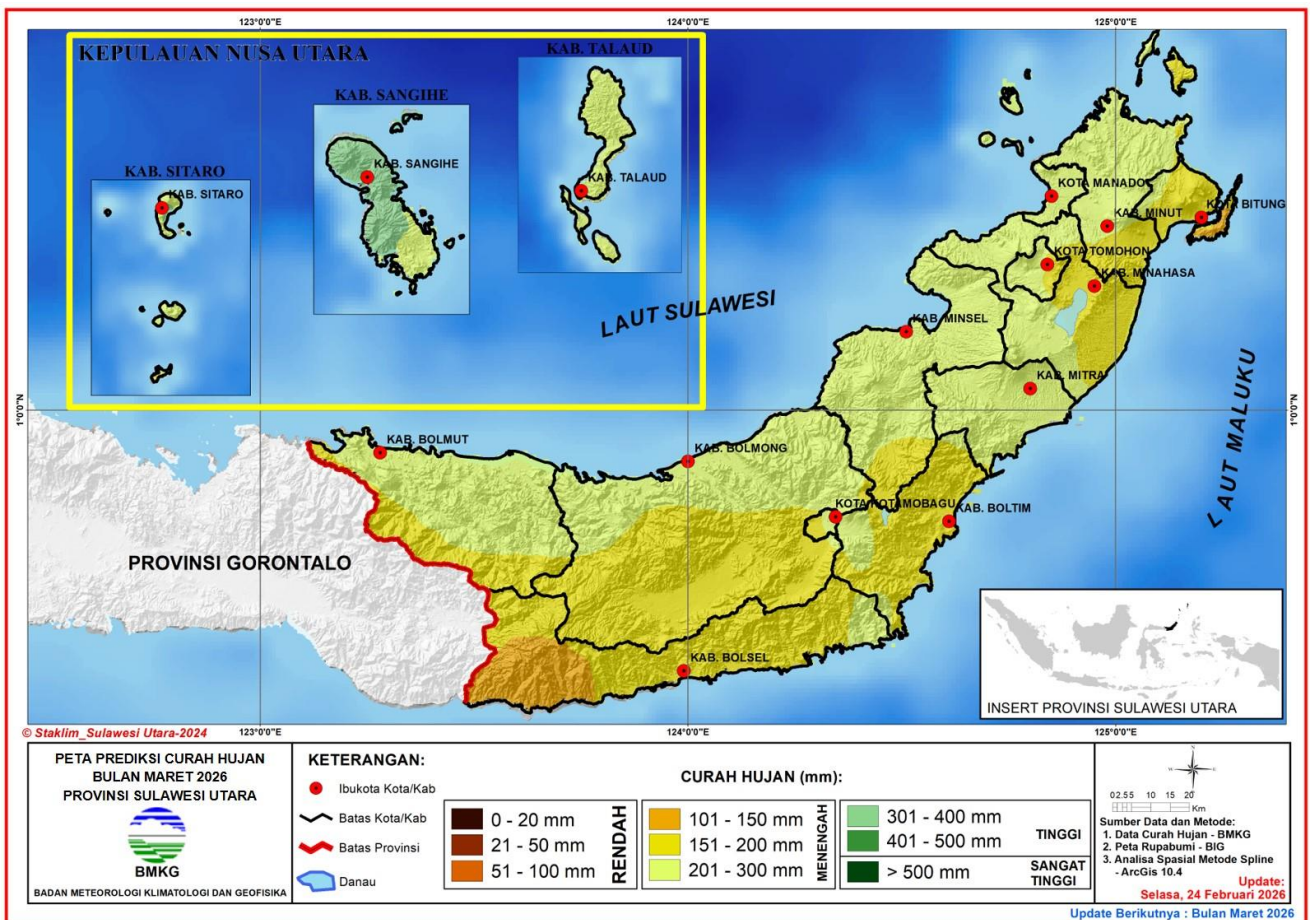 123°0'0"E
124°0'0"E
125°0'0"E
KEPULAUAN NUSA UTARA
KAB. TALAUD
KAB. SANGIHE
KAB. SITARO
KAB. SANGIHE
KAB. TALAUD
KAB. SITARO
KOTA MANADO
KAB. MINUT
KOTA BITUNG
KOTA TOMOHON
KAB. MINAHASA
LAUT SULAWESI
KAB. MINSEL
KAB. MITRA
LAUT MALUKU
1°0'0"N
1°0'0"N
KAB. BOLMUT
KAB. BOLMONG
KOTA KOTAMOBAGU
KAB. BOLTIM
PROVINSI GORONTALO
KAB. BOLSEL
INSERT PROVINSI SULAWESI UTARA
© Staklim_Sulawesi Utara-2024
123°0'0"E
124°0'0"E
125°0'0"E
PETA PREDIKSI CURAH HUJAN
BULAN MARET 2026
PROVINSI SULAWESI UTARA
BMKG
BADAN METEOROLOGI KLIMATOLOGI DAN GEOFISIKA
KETERANGAN:
Ibukota Kota/Kab
Batas Kota/Kab
Batas Provinsi
Danau
CURAH HUJAN (mm):
0 - 20 mm
21 - 50 mm
51 - 100 mm
RENDAH
101 - 150 mm
151 - 200 mm
201 - 300 mm
MENENGAH
301 - 400 mm
401 - 500 mm
TINGGI
> 500 mm
SANGAT
TINGGI
N
W
E
S
0 2.5 5 10 15 20
Km
Sumber Data dan Metode:
1. Data Curah Hujan - BMKG
2. Peta Rupabumi - BIG
3. Analisa Spasial Metode Spline
- ArcGis 10.4
Update:
Selasa, 24 Februari 2026
Update Berikutnya : Bulan Maret 2026